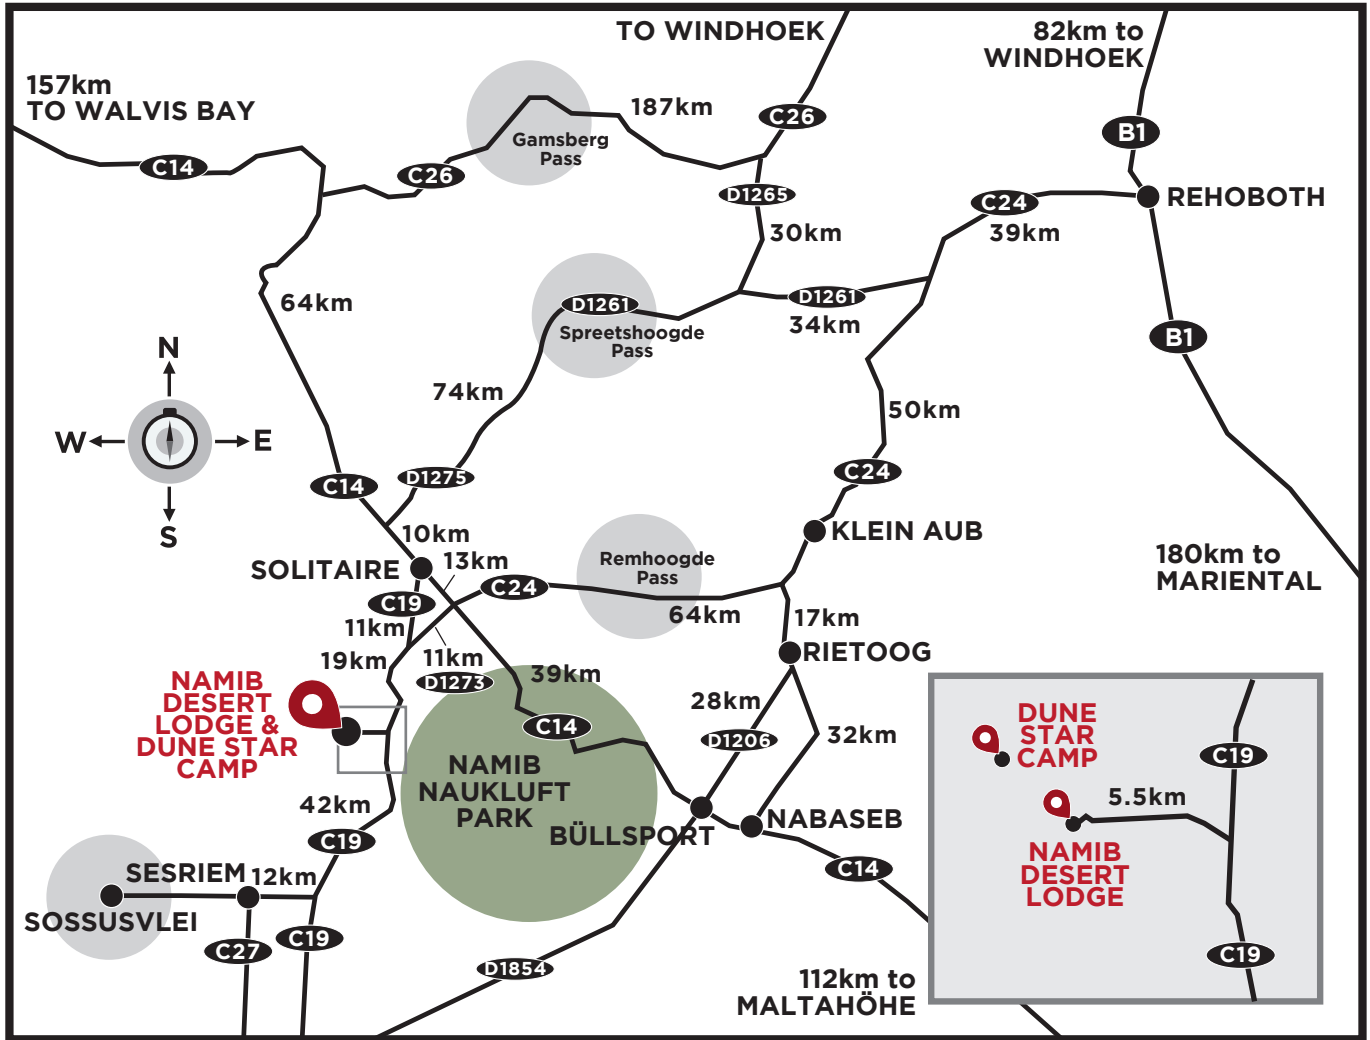 TO WINDHOEK
82km to
WINDHOEK
157km
TO WALVIS BAY
187km
C26
B1
Gamsberg
Pass
C14
C26
D1265
C24
REHOBOTH
30km
39km
64km
D1261
D1261
34km
Spreetshoogde
Pass
B1
N
W
E
S
74km
50km
C14
D1275
C24
10km
KLEIN AUB
SOLITAIRE
13km
Remhoogde
Pass
180km to
MARIENTAL
C19
C24
64km
17km
11km
11km
RIETOOG
19km
D1273
39km
NAMIB
DESERT
LODGE &
DUNE STAR
CAMP
28km
C14
D1206
32km
NAMIB
NAUKLUFT
PARK
42km
BÜLLSPORT
NABASEB
C19
C14
SESRIEM
12km
SOSSUSVLEI
C27
C19
D1854
112km to
MALTAHÖHE
DUNE
STAR
CAMP
C19
5.5km
NAMIB
DESERT
LODGE
C19